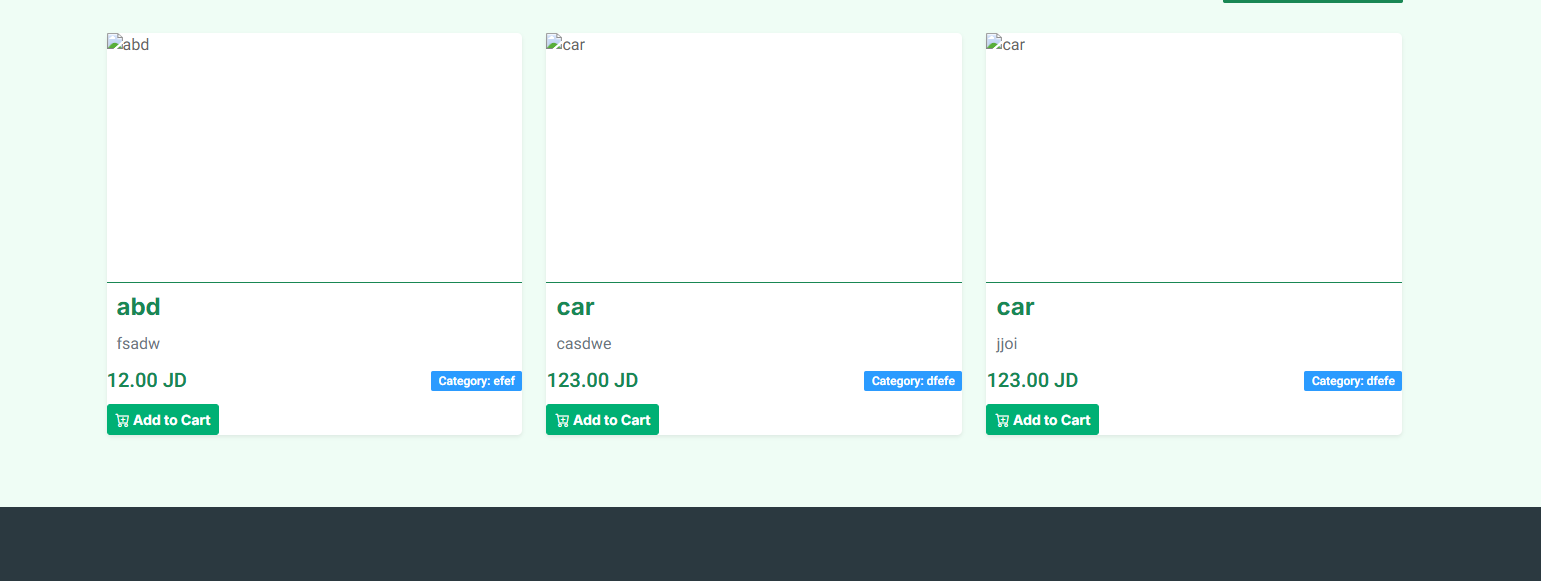 abd
car
car
abd
car
car
fsadw
casdwe
jjoi
12.00 JD
Category: efef
123.00 JD
Category: dfefe
123.00 JD
Category: dfefe
Add to Cart
Add to Cart
Add to Cart